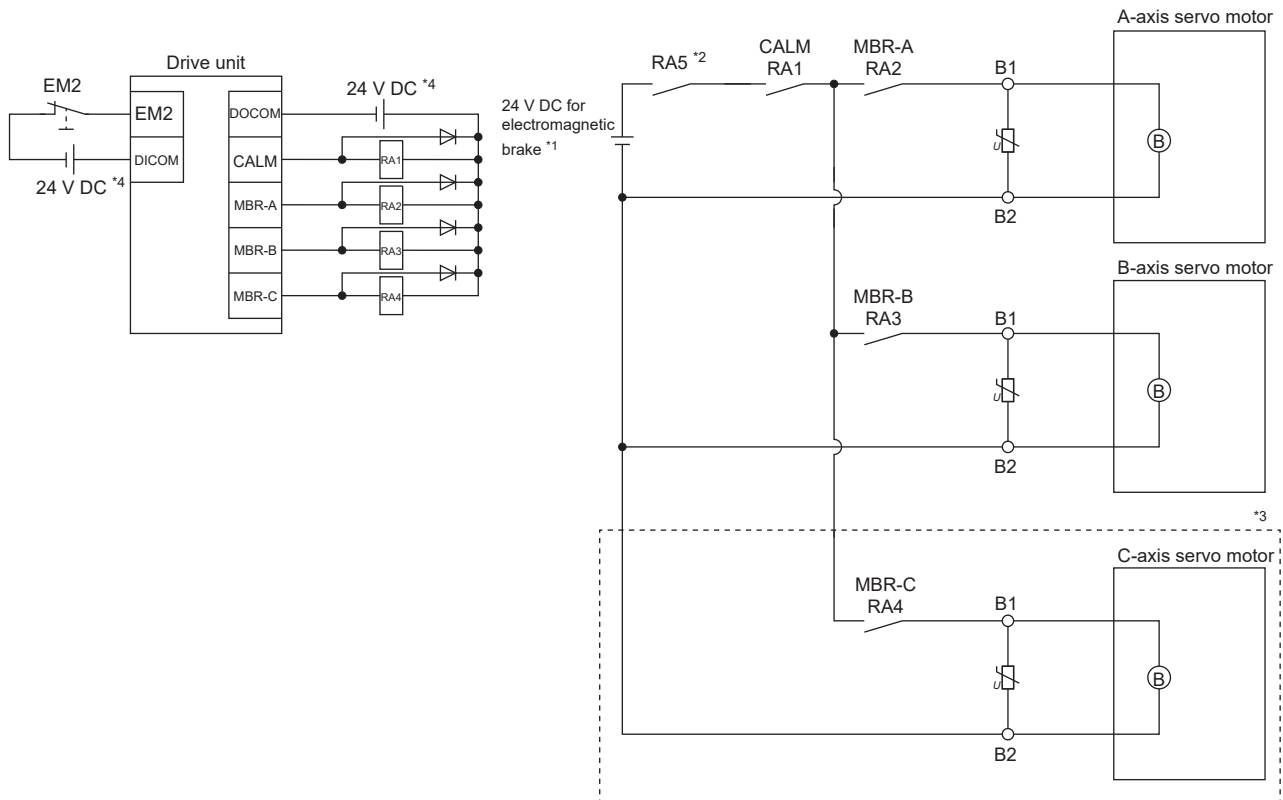 A-axis servo motor
Drive unit
EM2
EM2
DICOM
24 V DC *4
DOCOM
CALM
MBR-A
MBR-B
MBR-C
24 V DC *4
RA1
RA2
RA3
RA4
24 V DC for
electromagnetic
brake *1
RA5 *2
CALM
RA1
MBR-A
RA2
B1
U
B2
B
B-axis servo motor
MBR-B
RA3
B1
U
B2
B
*3
C-axis servo motor
MBR-C
RA4
B1
U
B2
B